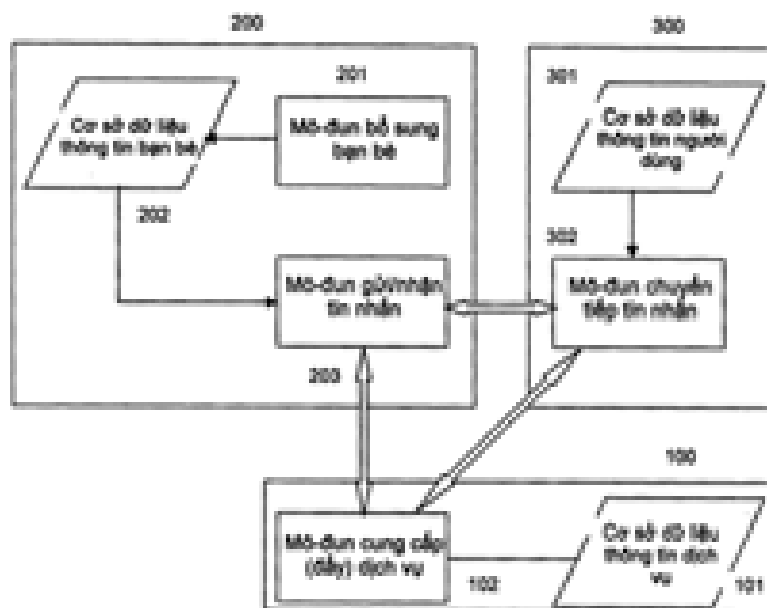 200
300
201
301
Cơ sở dữ liệu
thông tin bạn bè
Mô-đun bổ sung
bạn bè
Cơ sở dữ liệu
thông tin người
dùng
202
302
Mô-đun gửi/nhận
tin nhắn
Mô-đun chuyển
tiếp tin nhắn
203
100
Mô-đun cung cấp
(đẩy) dịch vụ
Cơ sở dữ liệu
thông tin dịch
vụ
102
101